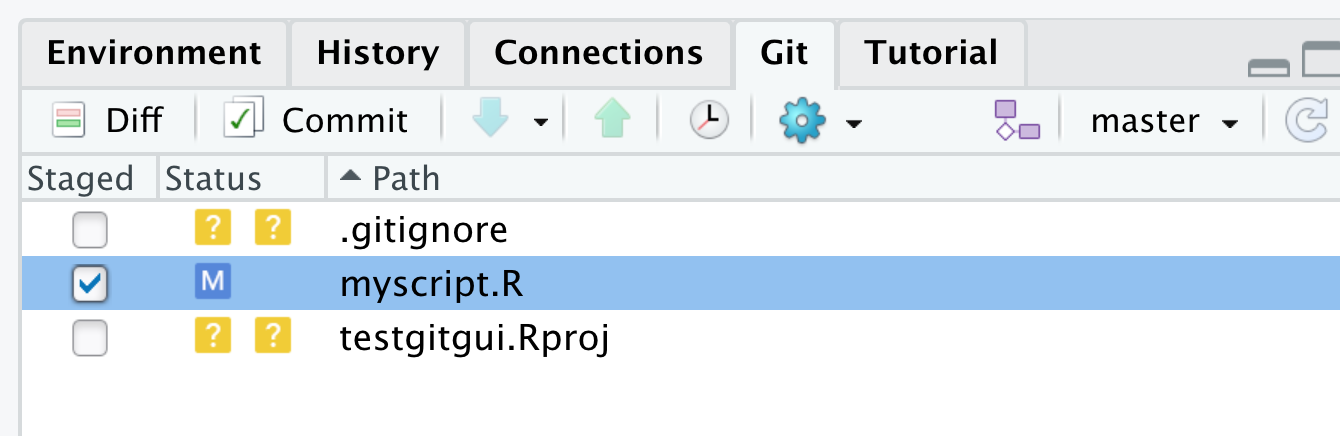 Environment History Connections Git Tutorial
Diff Commit master
Staged Status Path
? ? .gitignore
M myscript.R
? ? testgitgui.Rproj